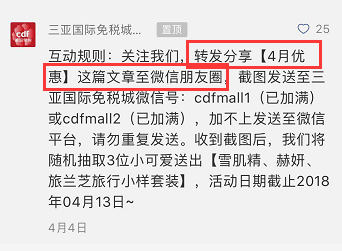 cdf
三亚国际免税城...
置顶
25
互动规则：关注我们，转发分享【4月优
惠】这篇文章至微信朋友圈，截图发送至三
亚国际免税城微信号：cdfmall1（已加满）
或cdfmall2（已加满），加不上发送至微信
平台，请勿重复发送。收到截图后，我们将
随机抽取3位小可爱送出【雪肌精、赫妍、
旅兰芝旅行小样套装】，活动日期截止2018
年04月13日~
4月4日